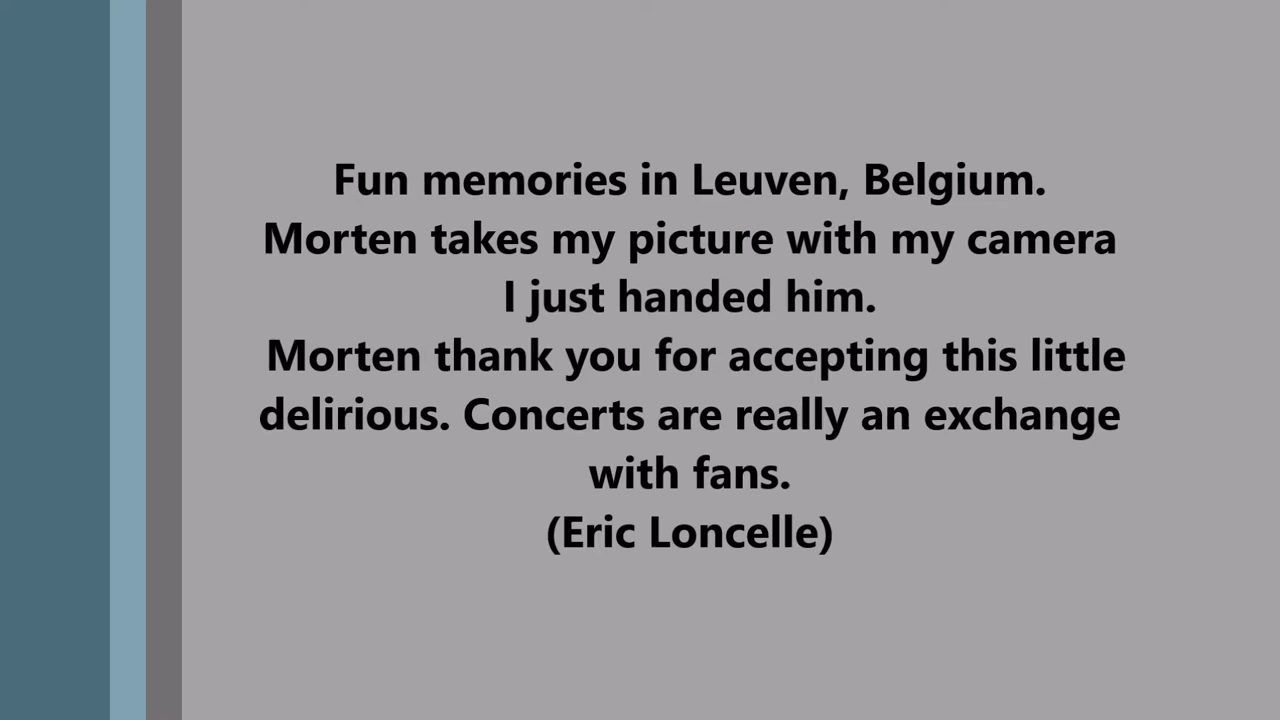 Fun memories in Leuven, Belgium.
Morten takes my picture with my camera
I just handed him.
Morten thank you for accepting this little
delirious. Concerts are really an exchange
with fans.
(Eric Loncelle)